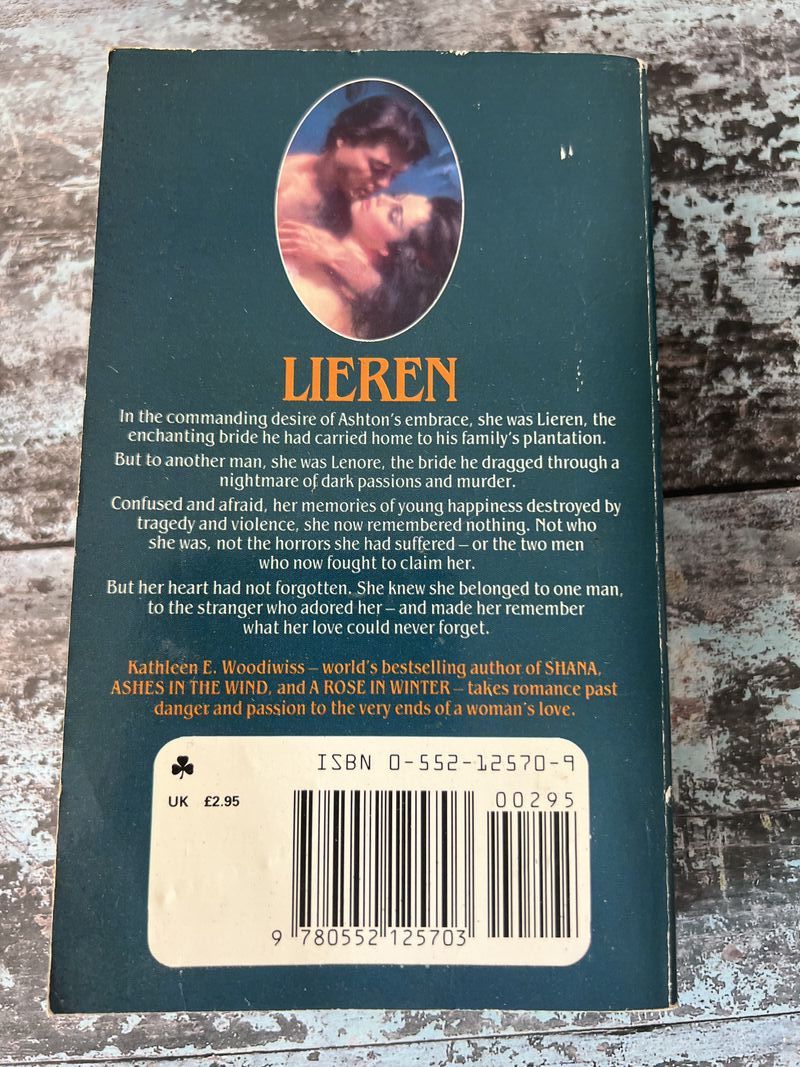 LIEREN
In the commanding desire of Ashton's embrace, she was Lieren, the
enchanting bride he had carried home to his family's plantation.
But to another man, she was Lenore, the bride he dragged through a
nightmare of dark passions and murder.
Confused and afraid, her memories of young happiness destroyed by
tragedy and violence, she now remembered nothing. Not who
she was, not the horrors she had suffered – or the two men
who now fought to claim her.
But her heart had not forgotten. She knew she belonged to one man,
to the stranger who adored her – and made her remember
what her love could never forget.
Kathleen E. Woodiwiss – world's bestselling author of SHANA,
ASHES IN THE WIND, and A ROSE IN WINTER – takes romance past
danger and passion to the very ends of a woman's love.
ISBN 0-552-12570-9
UK £2.95
00295
9 780552 125703